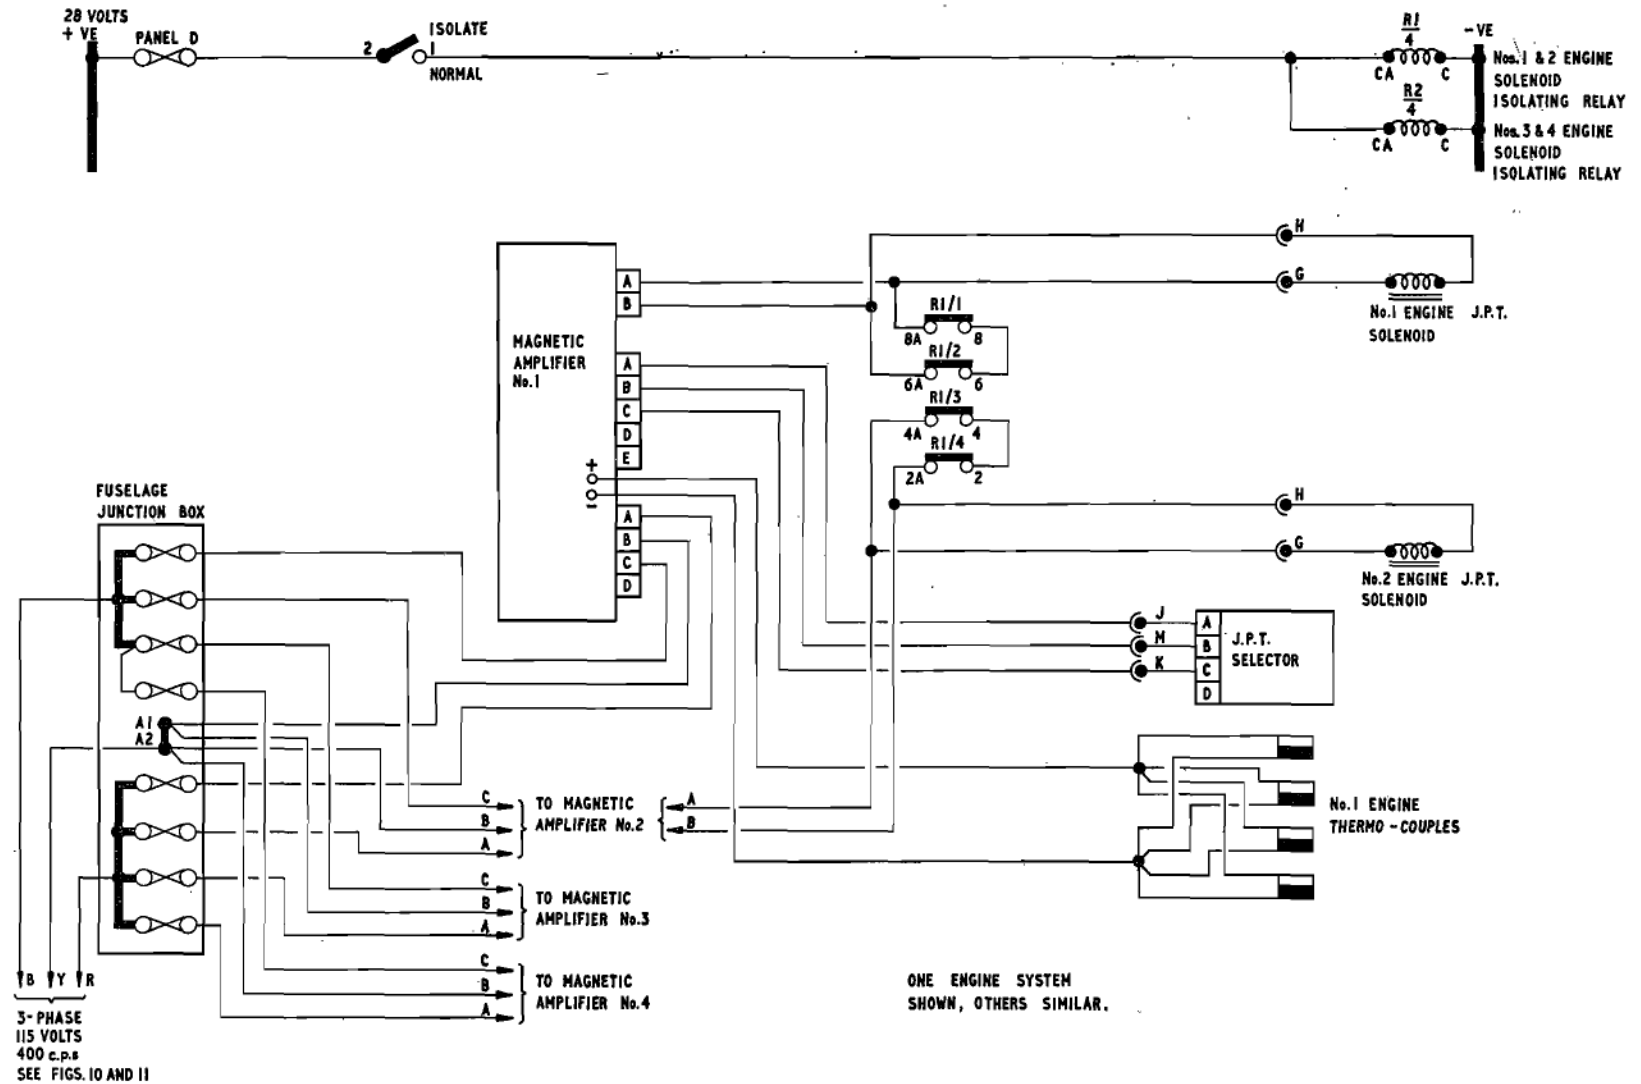 28 VOLTS
+ VE
PANEL D
2
ISOLATE
1
NORMAL
R1
4
CA
C
- VE
Nos.1 & 2 ENGINE
SOLENOID
ISOLATING RELAY
R2
4
CA
C
Nos.3 & 4 ENGINE
SOLENOID
ISOLATING RELAY
MAGNETIC
AMPLIFIER
No.1
A
B
A
B
C
D
E
+
-
A
B
C
D
R1/1
8A
8
R1/2
6A
6
R1/3
4A
4
R1/4
2A
2
H
G
No.1 ENGINE J.P.T.
SOLENOID
H
G
No.2 ENGINE J.P.T.
SOLENOID
J
M
K
A
B
C
D
J.P.T.
SELECTOR
No.1 ENGINE
THERMO-COUPLES
FUSELAGE
JUNCTION BOX
A1
A2
C
B
A
TO MAGNETIC
AMPLIFIER No.2
A
B
C
B
A
TO MAGNETIC
AMPLIFIER No.3
C
B
A
TO MAGNETIC
AMPLIFIER No.4
B Y R
3-PHASE
115 VOLTS
400 c.p.s
SEE FIGS. 10 AND 11
ONE ENGINE SYSTEM
SHOWN, OTHERS SIMILAR.